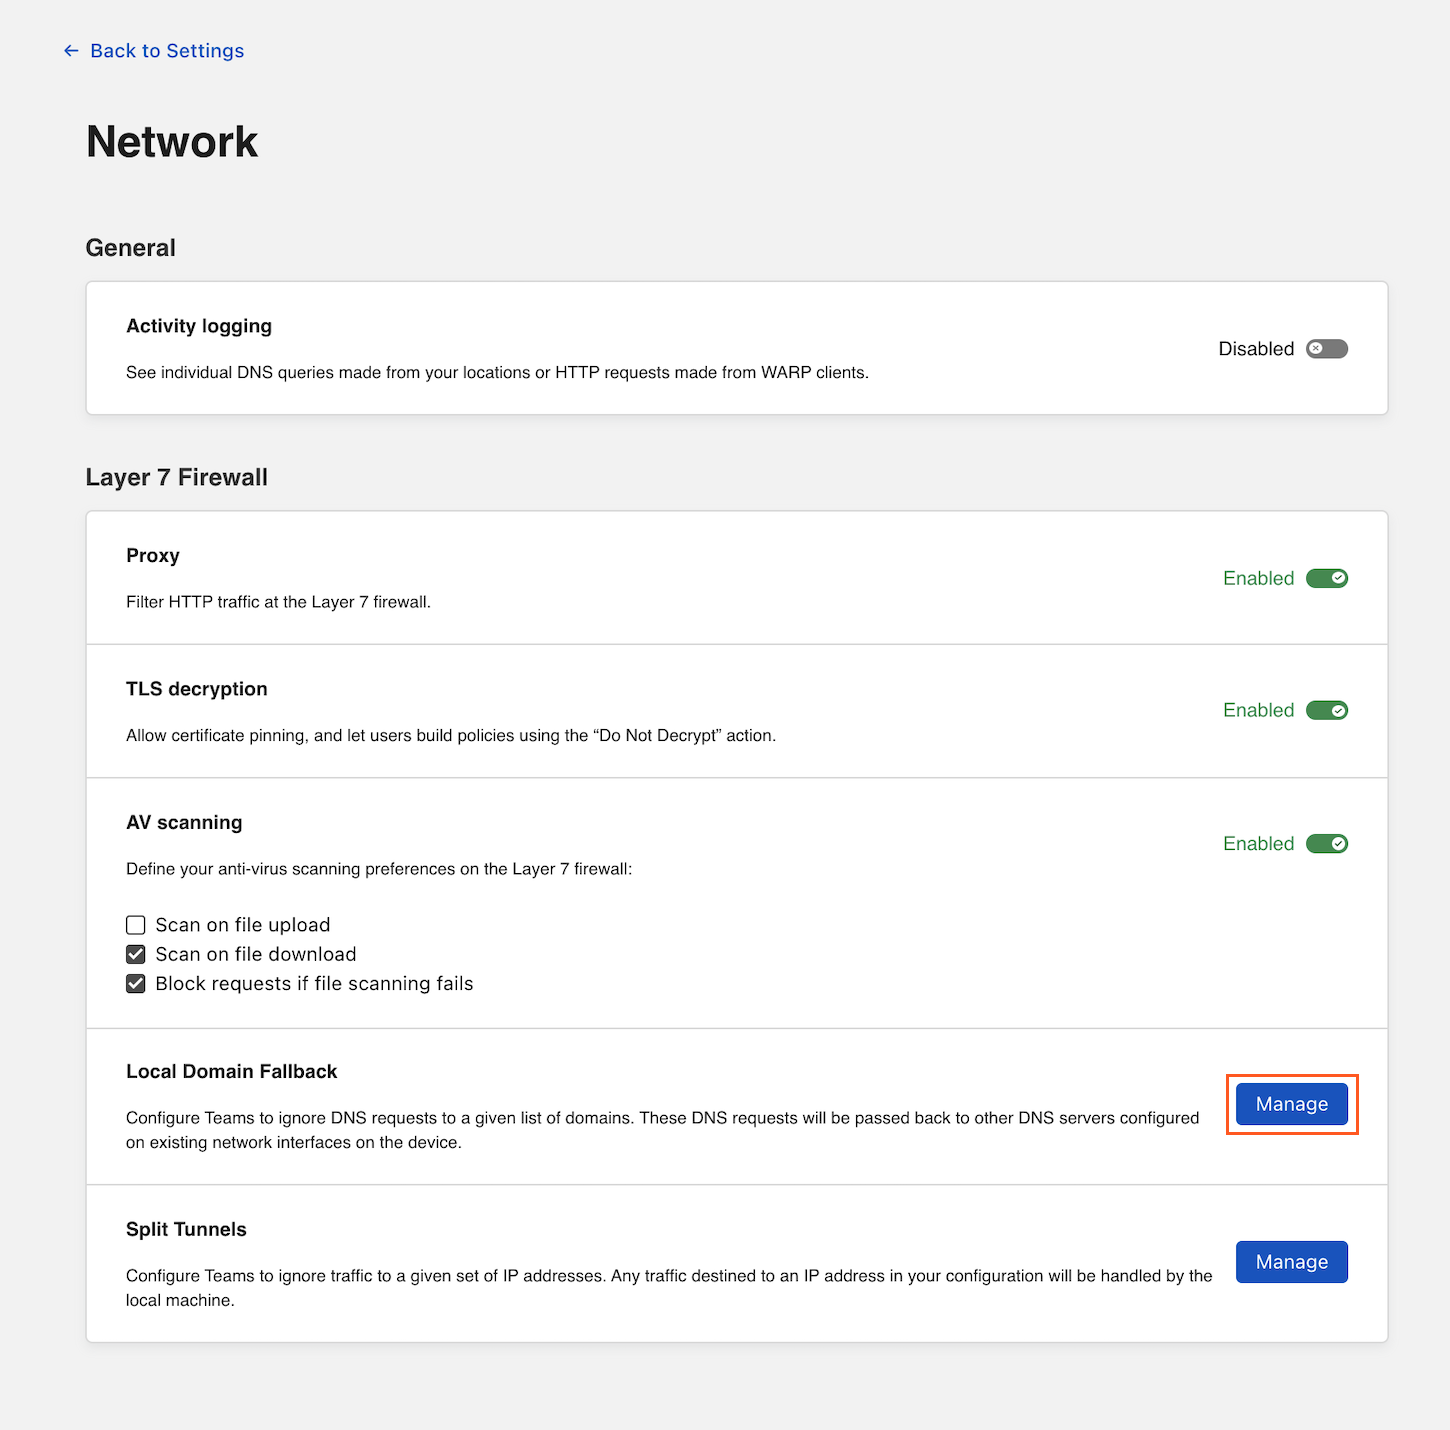 ← Back to Settings
Network
General
Activity logging
Disabled
See individual DNS queries made from your locations or HTTP requests made from WARP clients.
Layer 7 Firewall
Proxy
Enabled
Filter HTTP traffic at the Layer 7 firewall.
TLS decryption
Enabled
Allow certificate pinning, and let users build policies using the “Do Not Decrypt” action.
AV scanning
Enabled
Define your anti-virus scanning preferences on the Layer 7 firewall:
Scan on file upload
Scan on file download
Block requests if file scanning fails
Local Domain Fallback
Manage
Configure Teams to ignore DNS requests to a given list of domains. These DNS requests will be passed back to other DNS servers configured
on existing network interfaces on the device.
Split Tunnels
Manage
Configure Teams to ignore traffic to a given set of IP addresses. Any traffic destined to an IP address in your configuration will be handled by the
local machine.